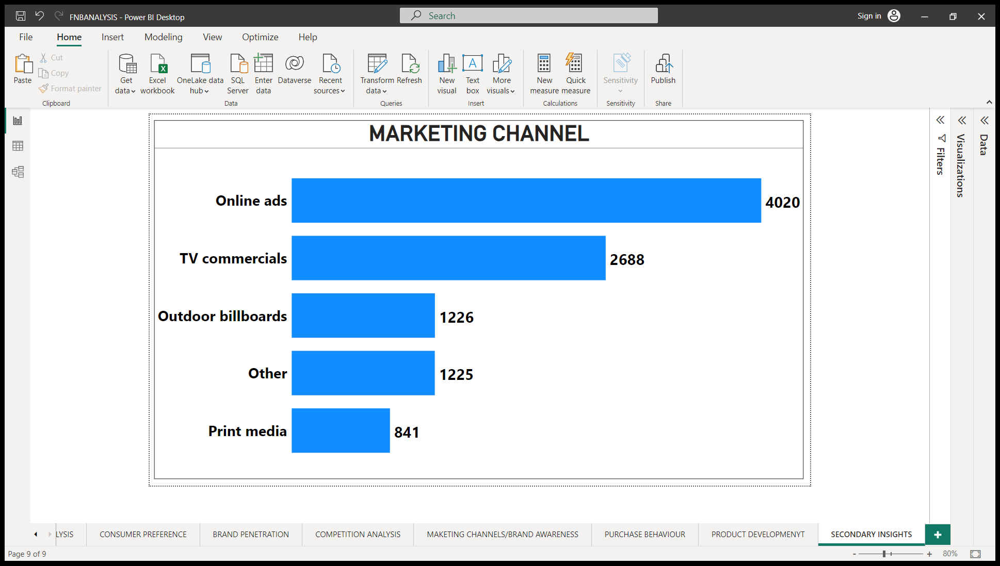 FNBANALYSIS - Power BI Desktop
Search
Sign in
File Home Insert Modeling View Optimize Help
Paste
Cut
Copy
Format painter
Clipboard
Get
data
Excel
workbook
OneLake data
hub
SQL
Server
Enter
data
Dataverse
Recent
sources
Data
Transform
data
Refresh
Queries
New
visual
Text
box
More
visuals
Insert
New
measure
Quick
measure
Calculations
Sensitivity
Sensitivity
Publish
Share
MARKETING CHANNEL
Online ads 4020
TV commercials 2688
Outdoor billboards 1226
Other 1225
Print media 841
Filters
Visualizations
Data
LYSIS CONSUMER PREFERENCE BRAND PENETRATION COMPETITION ANALYSIS MAKETING CHANNELS/BRAND AWARENESS PURCHASE BEHAVIOUR PRODUCT DEVELOPMENYT SECONDARY INSIGHTS
Page 9 of 9
- + 80%